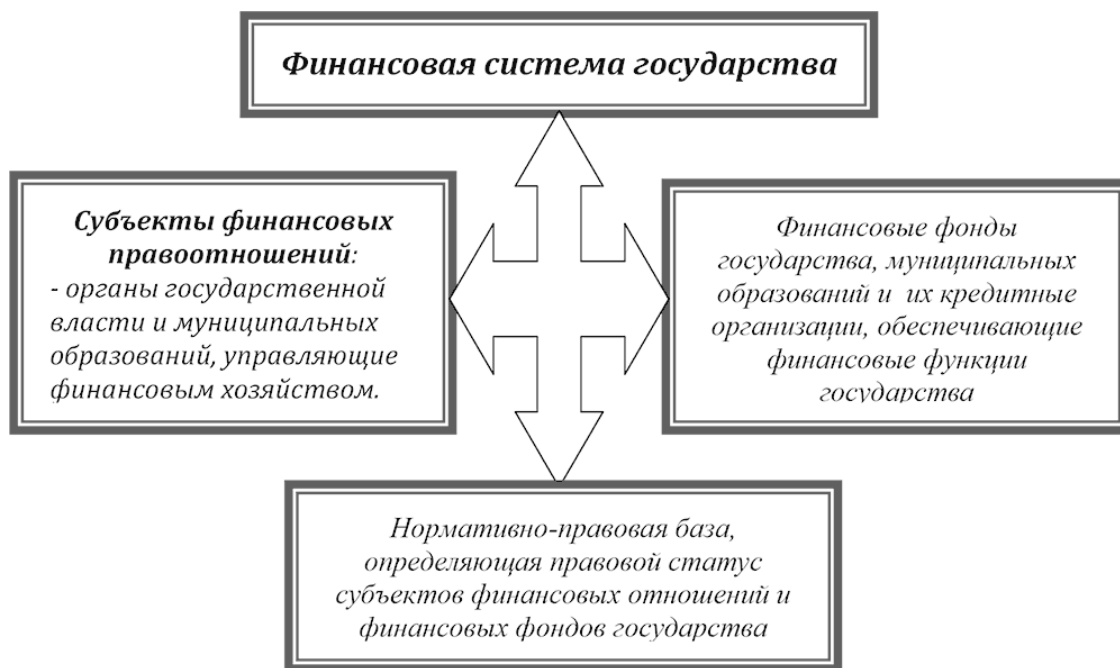 Финансовая система государства
Субъекты финансовых
правоотношений:
- органы государственной
власти и муниципальных
образований, управляющие
финансовым хозяйством.
Финансовые фонды
государства, муниципальных
образований и их кредитные
организации, обеспечивающие
финансовые функции
государства
Нормативно-правовая база,
определяющая правовой статус
субъектов финансовых отношений и
финансовых фондов государства